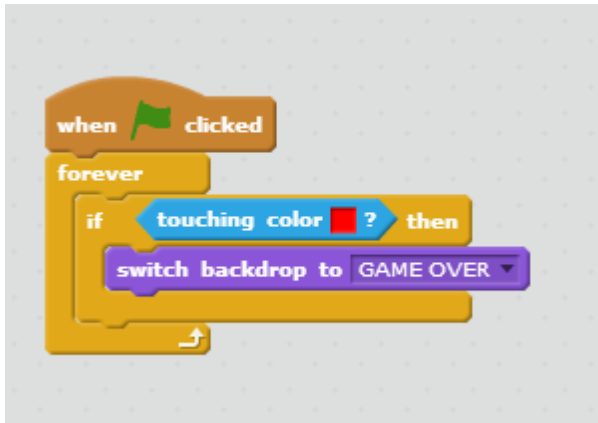 when clicked
forever
if touching color ? then
switch backdrop to GAME OVER